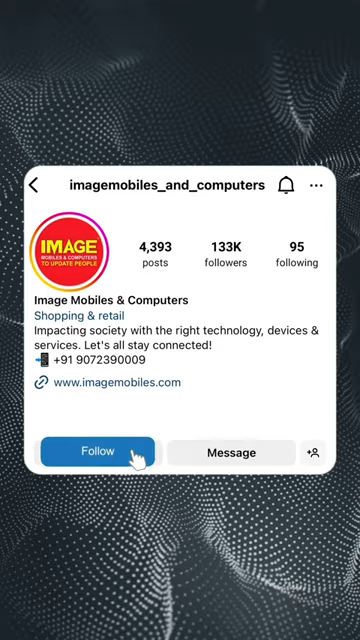 imagemobiles_and_computers
IMAGE
MOBILES & COMPUTERS
TO UPDATE PEOPLE
4,393 133K 95
posts followers following
Image Mobiles & Computers
Shopping & retail
Impacting society with the right technology, devices &
services. Let's all stay connected!
+91 9072390009
www.imagemobiles.com
Follow Message